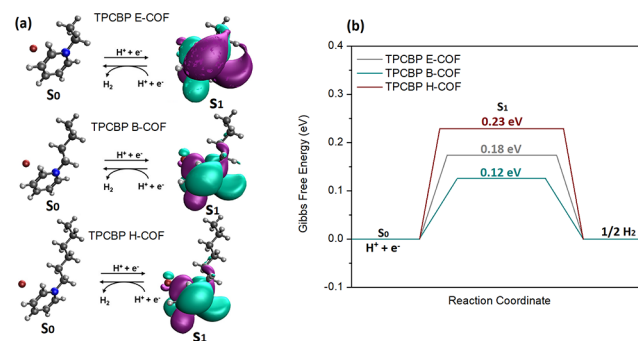 (a)
TPCBP E-COF
H⁺ + e⁻
H₂ H⁺ + e⁻
S₀
S₁
TPCBP B-COF
H⁺ + e⁻
H₂ H⁺ + e⁻
S₀
S₁
TPCBP H-COF
H⁺ + e⁻
H₂ H⁺ + e⁻
S₀
S₁
(b)
0.4
0.3
0.2
0.1
0.0
-0.1
Gibbs Free Energy (eV)
TPCBP E-COF
TPCBP B-COF
TPCBP H-COF
S₁
0.23 eV
0.18 eV
0.12 eV
S₀
H⁺ + e⁻
1/2 H₂
Reaction Coordinate